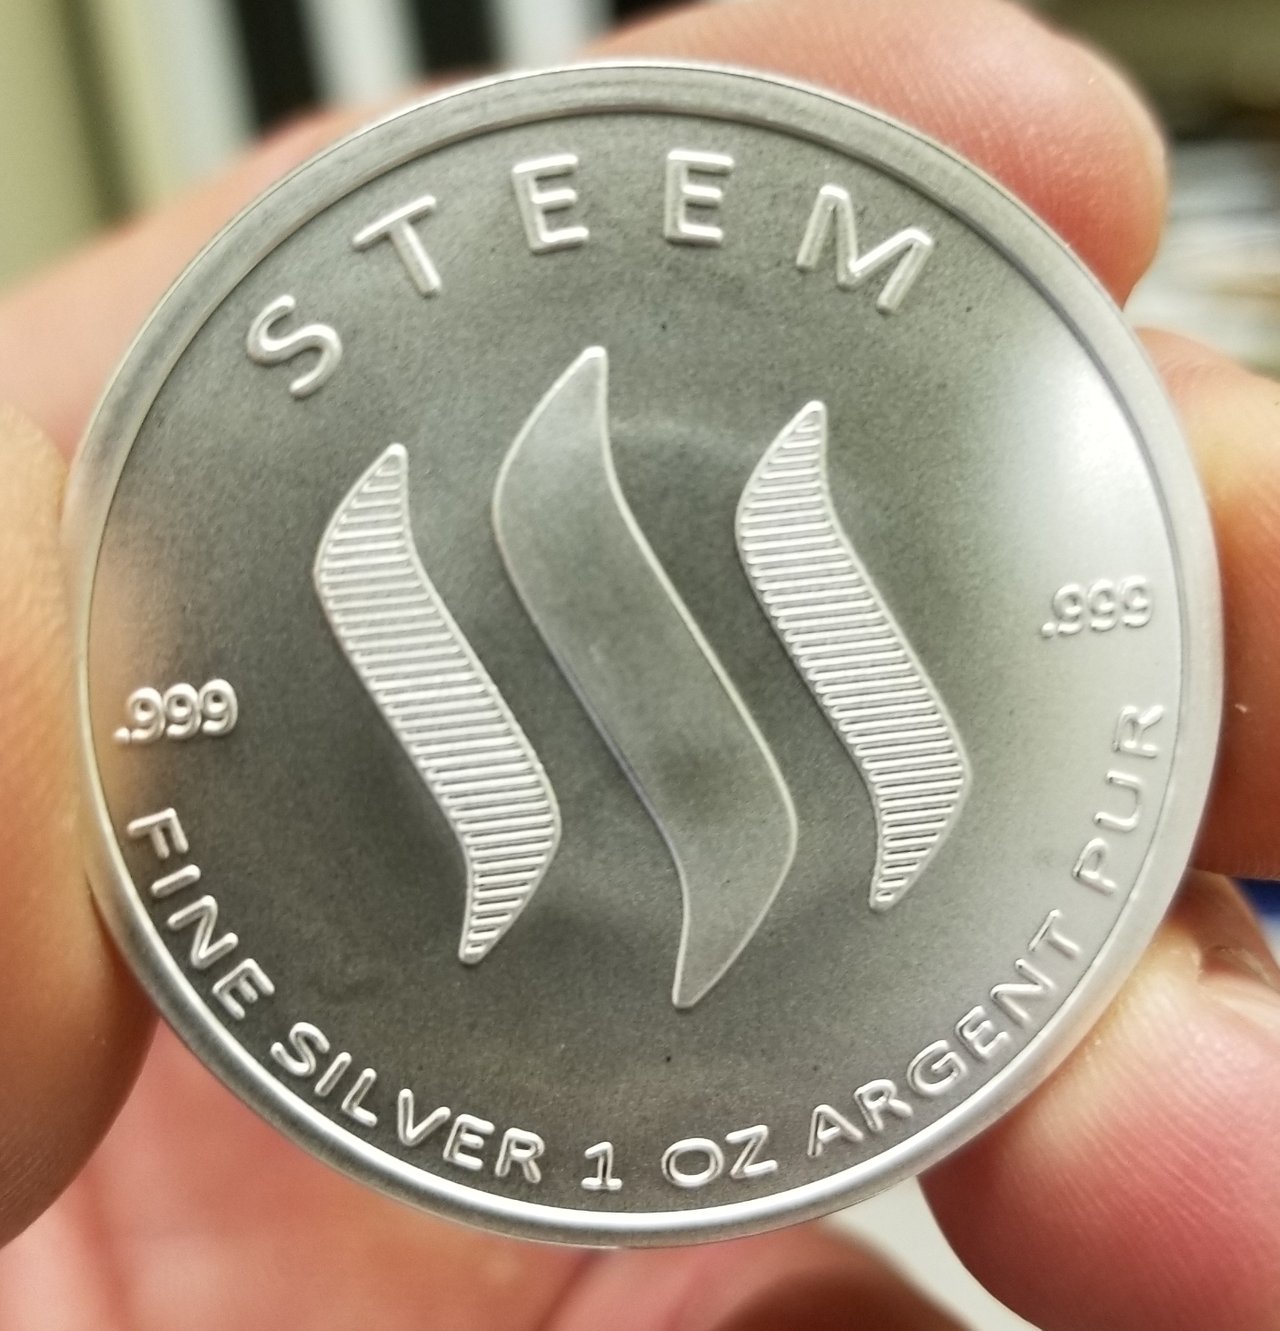 STEEM
.999
.999
FINE SILVER 1 OZ ARGENT PUR